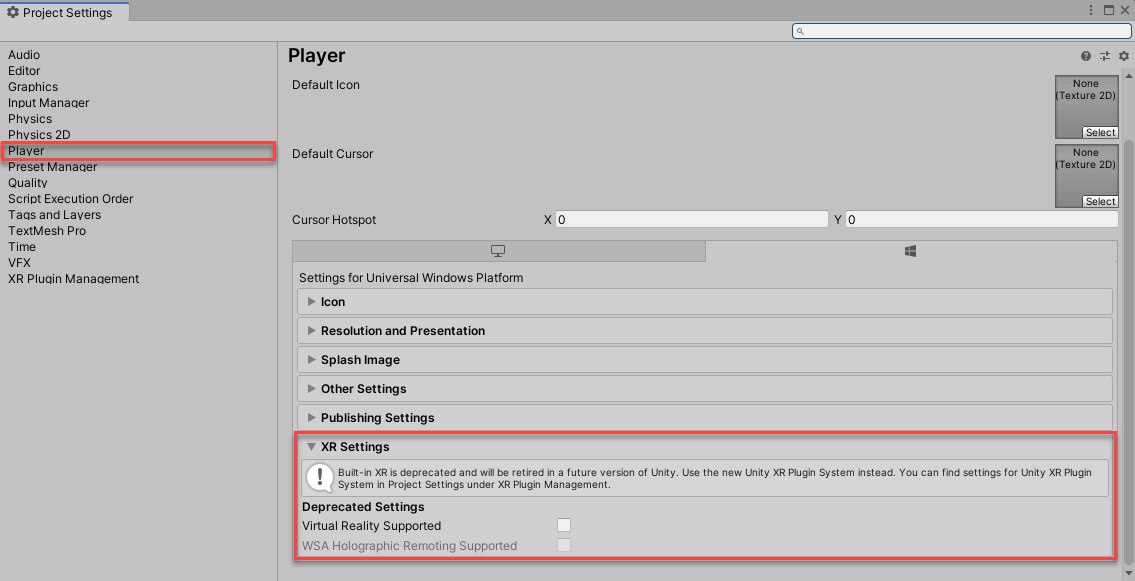 Project Settings
Audio
Editor
Graphics
Input Manager
Physics
Physics 2D
Player
Preset Manager
Quality
Script Execution Order
Tags and Layers
TextMesh Pro
Time
VFX
XR Plugin Management
Player
Default Icon
None
(Texture 2D)
Select
Default Cursor
None
(Texture 2D)
Select
Cursor Hotspot X 0 Y 0
Settings for Universal Windows Platform
Icon
Resolution and Presentation
Splash Image
Other Settings
Publishing Settings
XR Settings
Built-in XR is deprecated and will be retired in a future version of Unity. Use the new Unity XR Plugin System instead. You can find settings for Unity XR Plugin
System in Project Settings under XR Plugin Management.
Deprecated Settings
Virtual Reality Supported
WSA Holographic Remoting Supported